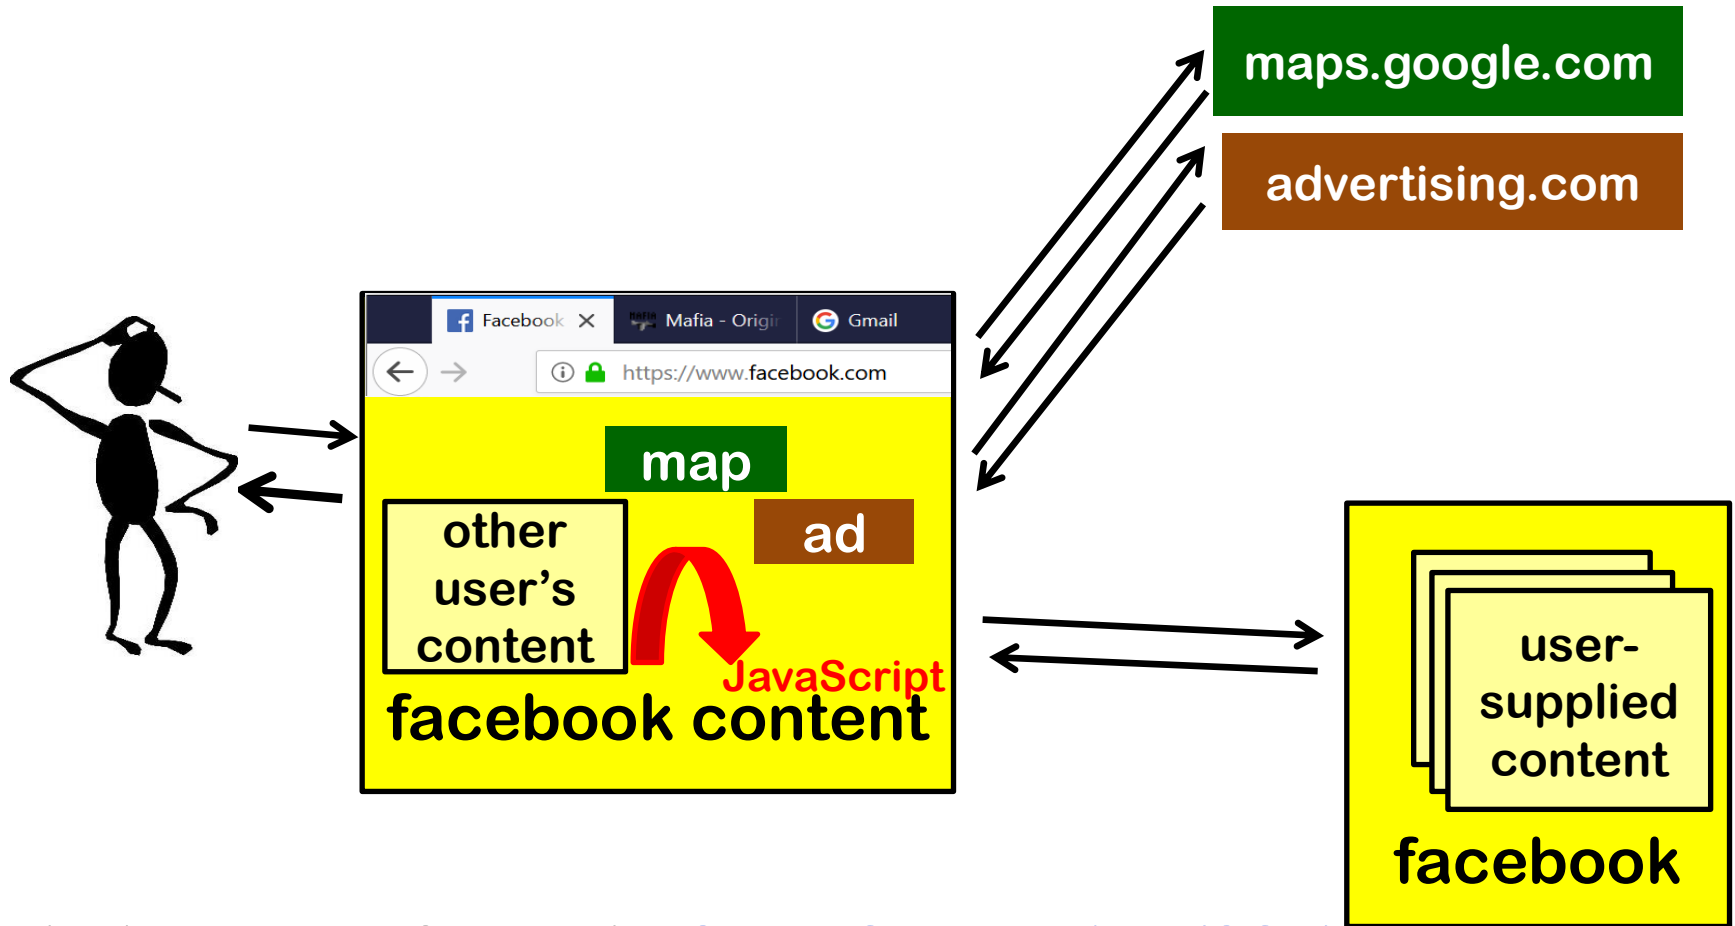 maps.google.com
advertising.com
Facebook
Mafia - Origin
Gmail
https://www.facebook.com
map
ad
other
user’s
content
JavaScript
facebook content
user-
supplied
content
facebook